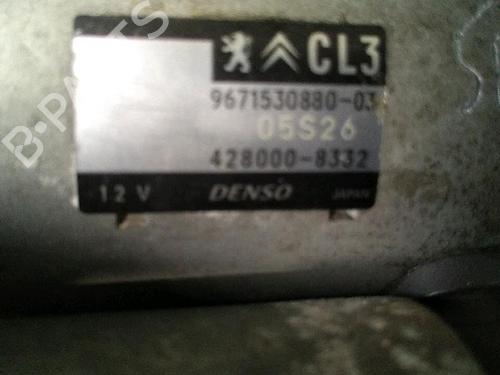 CL3
9671530880-03
05S26
428000-8332
12 V DENSO JAPAN
B-PARTS